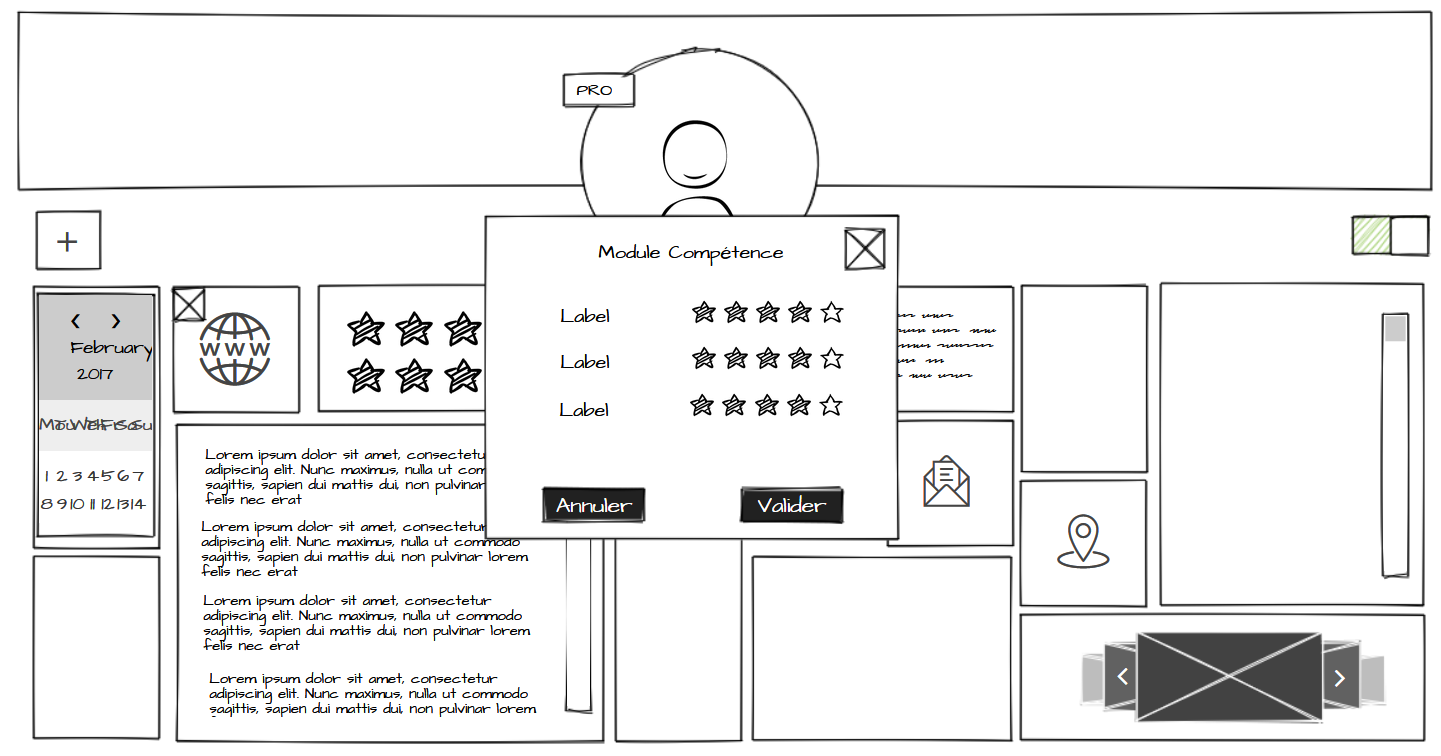 PRO
+
Module Compétence
Label
Label
Label
Annuler
Valider
< >
February
2017
1 2 3 4 5 6 7
8 9 10 11 12 13 14
WWW
Lorem ipsum dolor sit amet, consectetu
adipiscing elit. Nunc maximus, nulla ut com
sagittis, sapien dui mattis dui, non pulvinar
felis nec erat
Lorem ipsum dolor sit amet, consectetur
adipiscing elit. Nunc maximus, nulla ut commodo
sagittis, sapien dui mattis dui, non pulvinar lorem
felis nec erat
Lorem ipsum dolor sit amet, consectetur
adipiscing elit. Nunc maximus, nulla ut commodo
sagittis, sapien dui mattis dui, non pulvinar lorem
felis nec erat
Lorem ipsum dolor sit amet, consectetur
adipiscing elit. Nunc maximus, nulla ut commodo
sagittis, sapien dui mattis dui, non pulvinar lorem